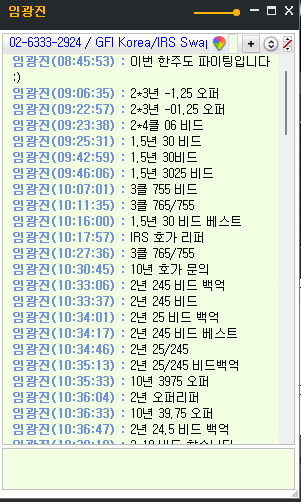 임광진
02-6333-2924 / GFI Korea/IRS Swap
임광진(08:45:53) : 이번 한주도 파이팅입니다
:)
임광진(09:06:35) : 2*3년 -1.25 오퍼
임광진(09:22:57) : 2*3년 -01.25 오퍼
임광진(09:23:38) : 2*4클 06 비드
임광진(09:25:31) : 1.5년 30 비드
임광진(09:42:59) : 1.5년 30비드
임광진(09:46:06) : 1.5년 3025 비드
임광진(10:07:01) : 3클 755 비드
임광진(10:11:35) : 3클 765/755
임광진(10:16:00) : 1.5년 30 비드 베스트
임광진(10:17:57) : IRS 호가 리퍼
임광진(10:27:36) : 3클 765/755
임광진(10:30:45) : 10년 호가 문의
임광진(10:33:06) : 2년 245 비드 백억
임광진(10:33:37) : 2년 245 비드
임광진(10:34:01) : 2년 25 비드 백억
임광진(10:34:17) : 2년 245 비드 베스트
임광진(10:34:46) : 2년 25/245
임광진(10:35:13) : 2년 25/245 비드백억
임광진(10:35:33) : 10년 3975 오퍼
임광진(10:36:04) : 2년 오퍼리퍼
임광진(10:36:33) : 10년 39.75 오퍼
임광진(10:36:47) : 2년 24.5 비드 백억